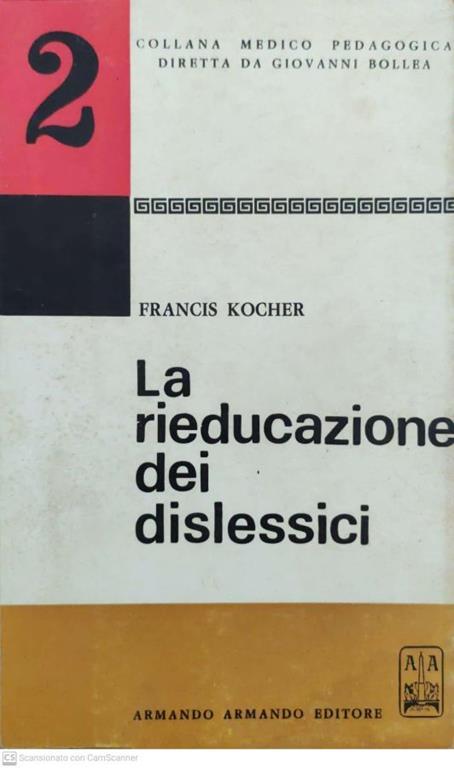 2
COLLANA MEDICO PEDAGOGICA
DIRETTA DA GIOVANNI BOLLEA
FRANCIS KOCHER
La
rieducazione
dei
dislessici
A A
ARMANDO ARMANDO EDITORE
CS Scansionato con CamScanner